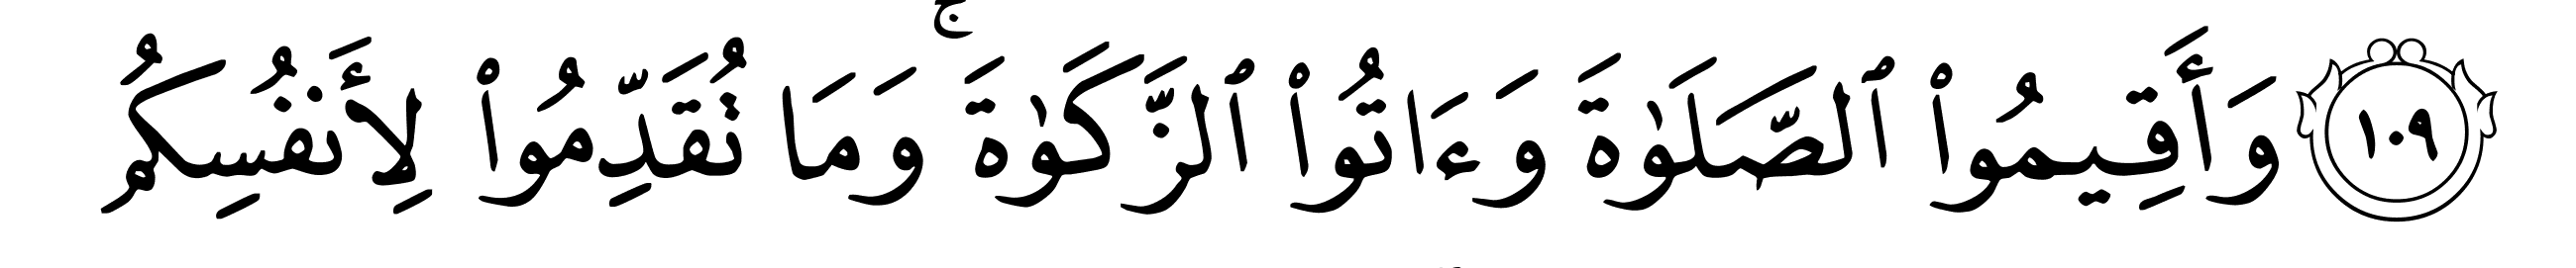 ١٠٩ وَأَقِيمُوا۟ ٱلصَّلَوٰةَ وَءَاتُوا۟ ٱلزَّكَوٰةَ ۚ وَمَا تُقَدِّمُوا۟ لِأَنفُسِكُم